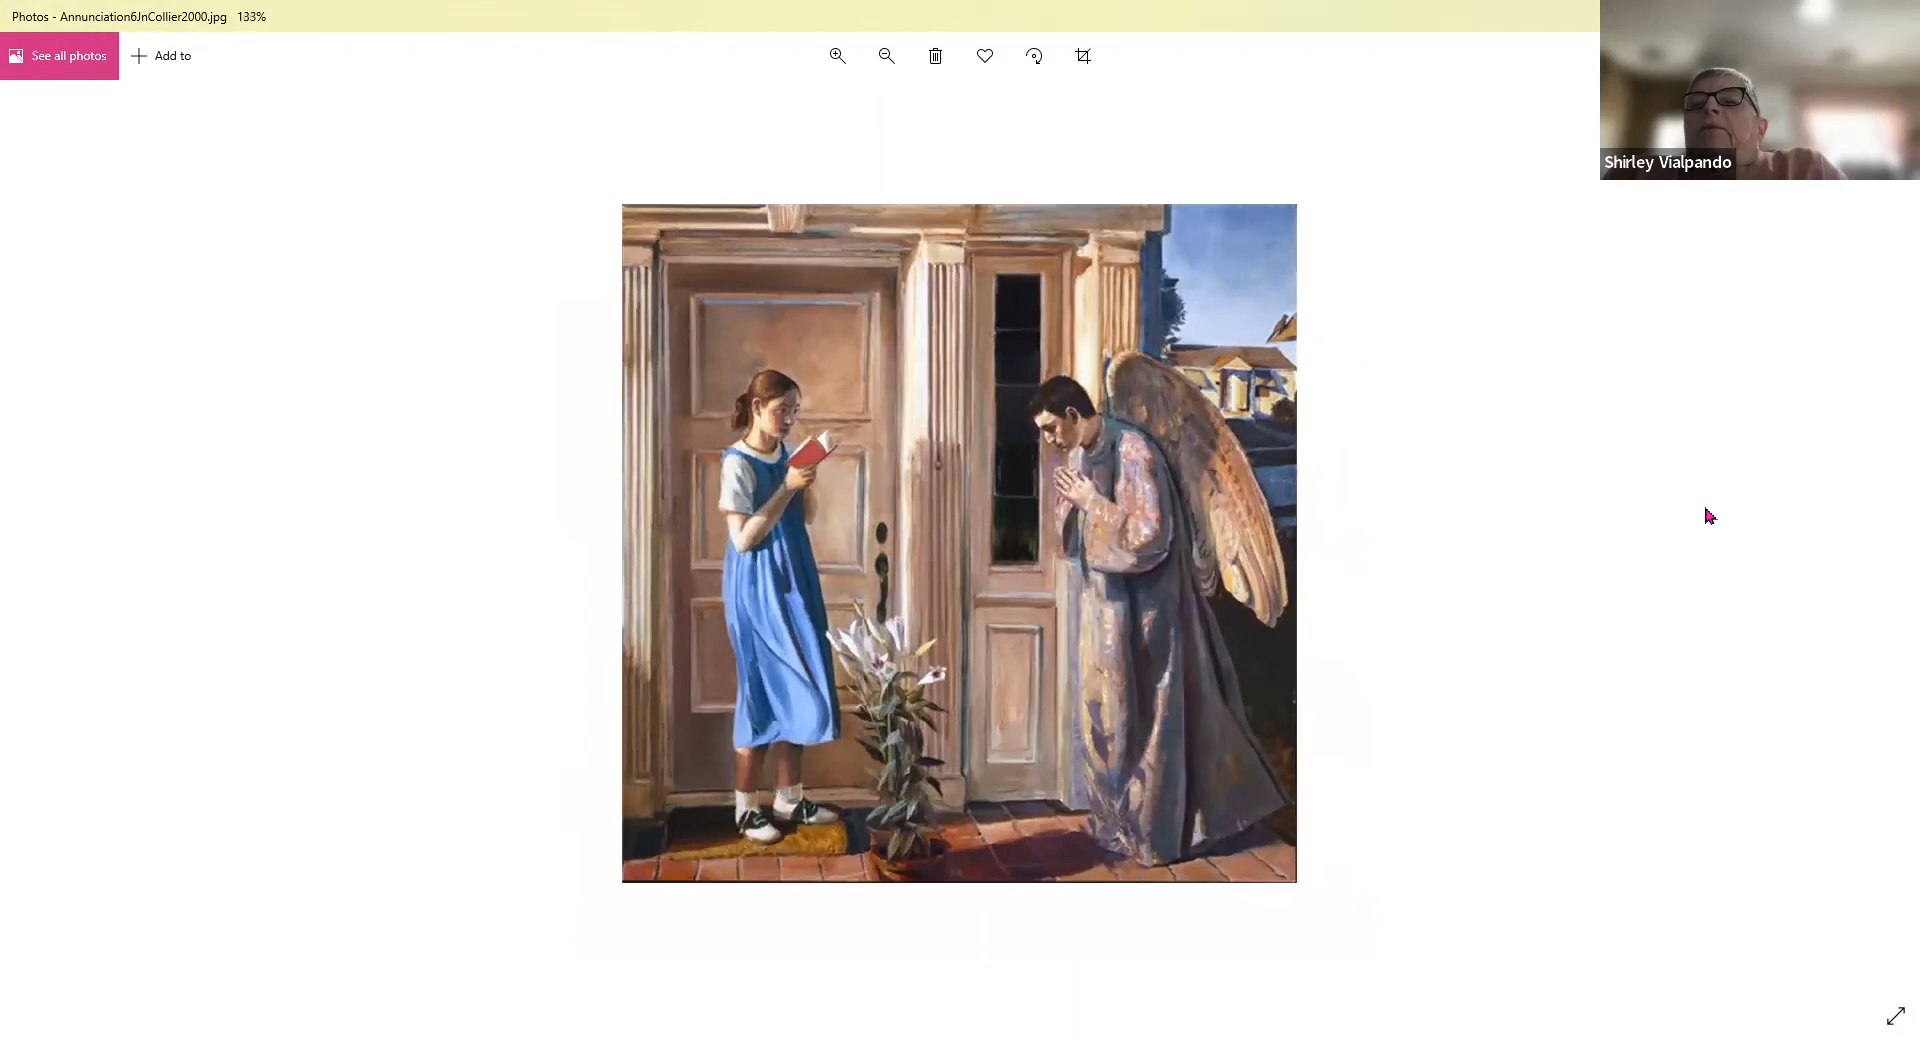 Photos - Annunciation6JnCollier2000.jpg 133%
See all photos
Add to
Shirley Vialpando